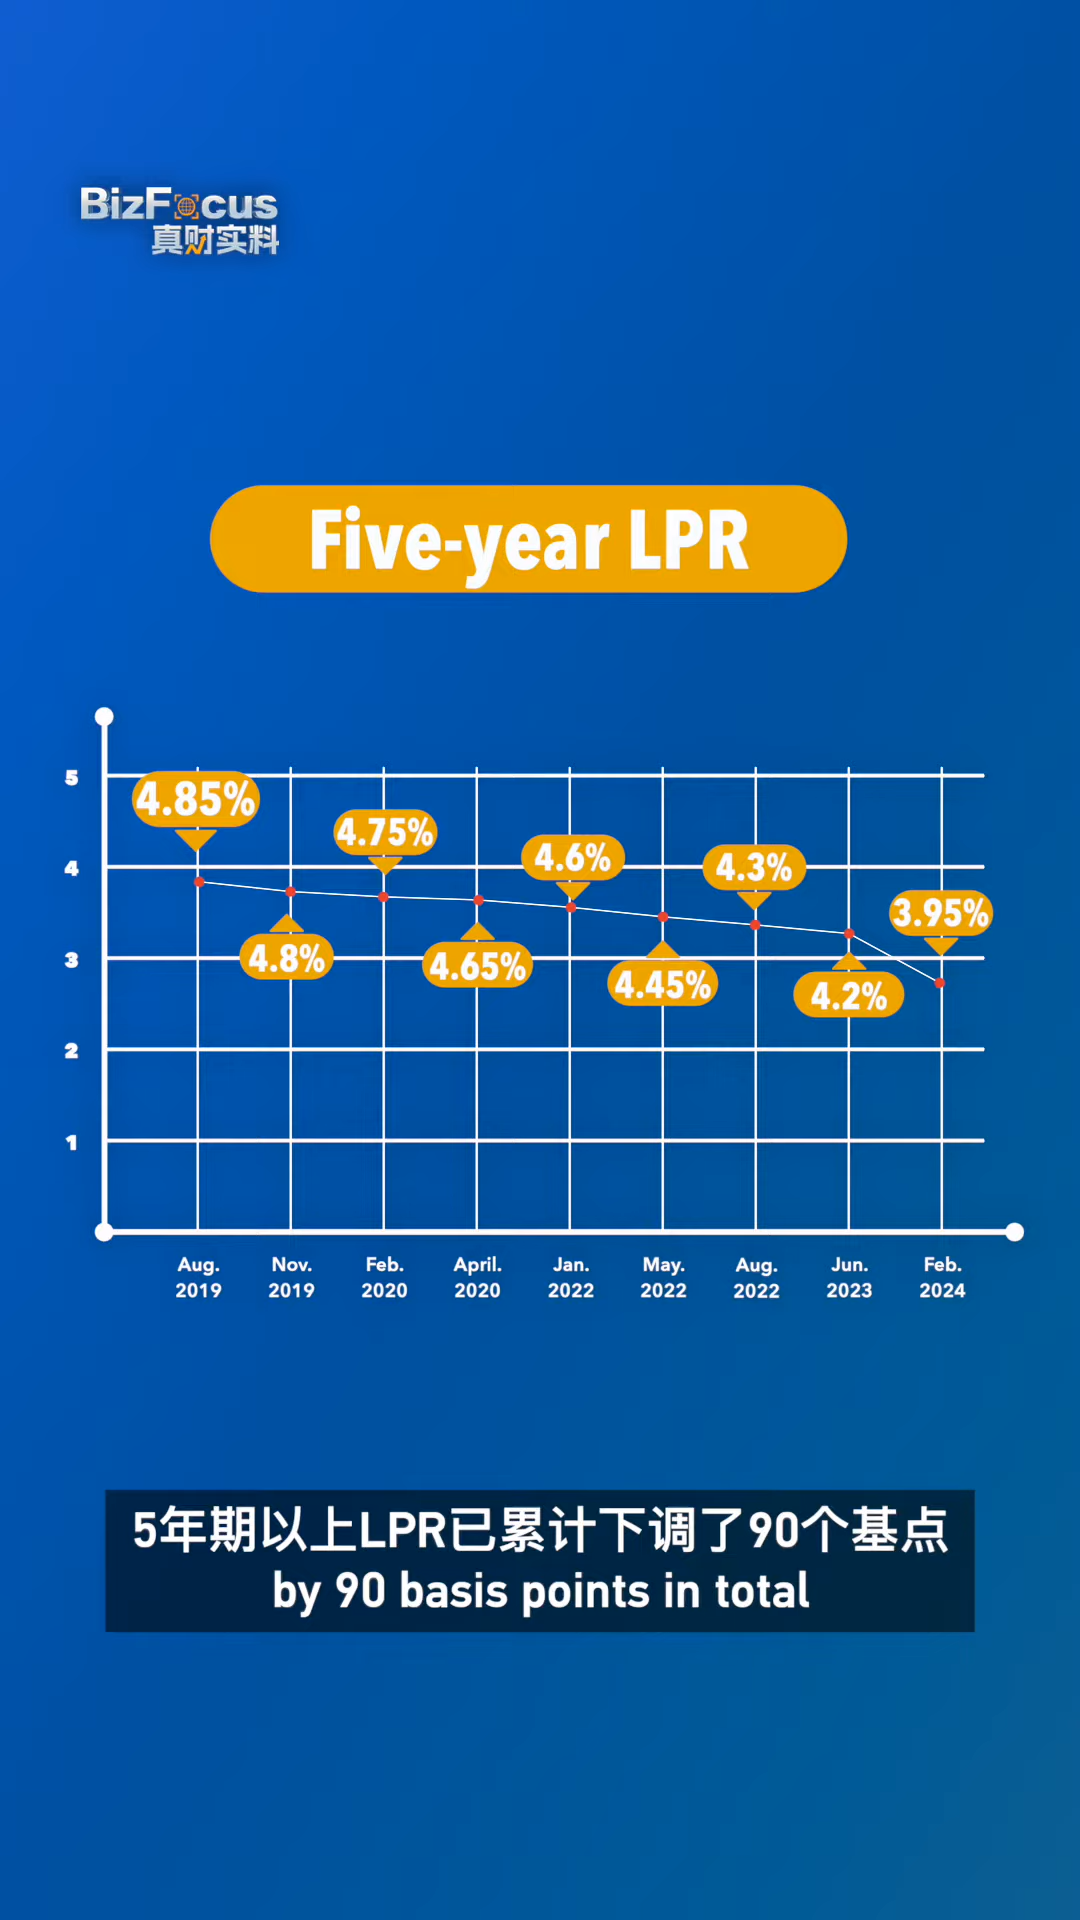 BizFocus
真财实料
Five-year LPR
5
4
3
2
1
4.85%
4.8%
4.75%
4.65%
4.6%
4.45%
4.3%
4.2%
3.95%
Aug.
2019
Nov.
2019
Feb.
2020
April.
2020
Jan.
2022
May.
2022
Aug.
2022
Jun.
2023
Feb.
2024
5年期以上LPR已累计下调了90个基点
by 90 basis points in total